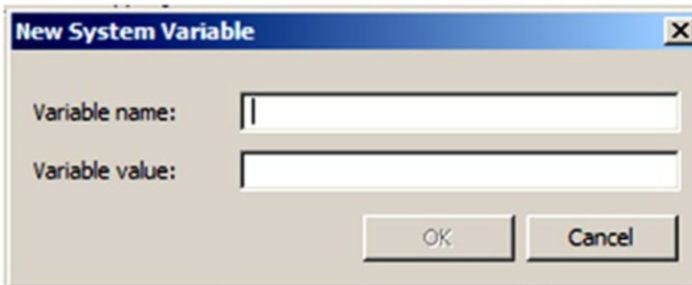 New System Variable
Variable name:
Variable value:
OK Cancel